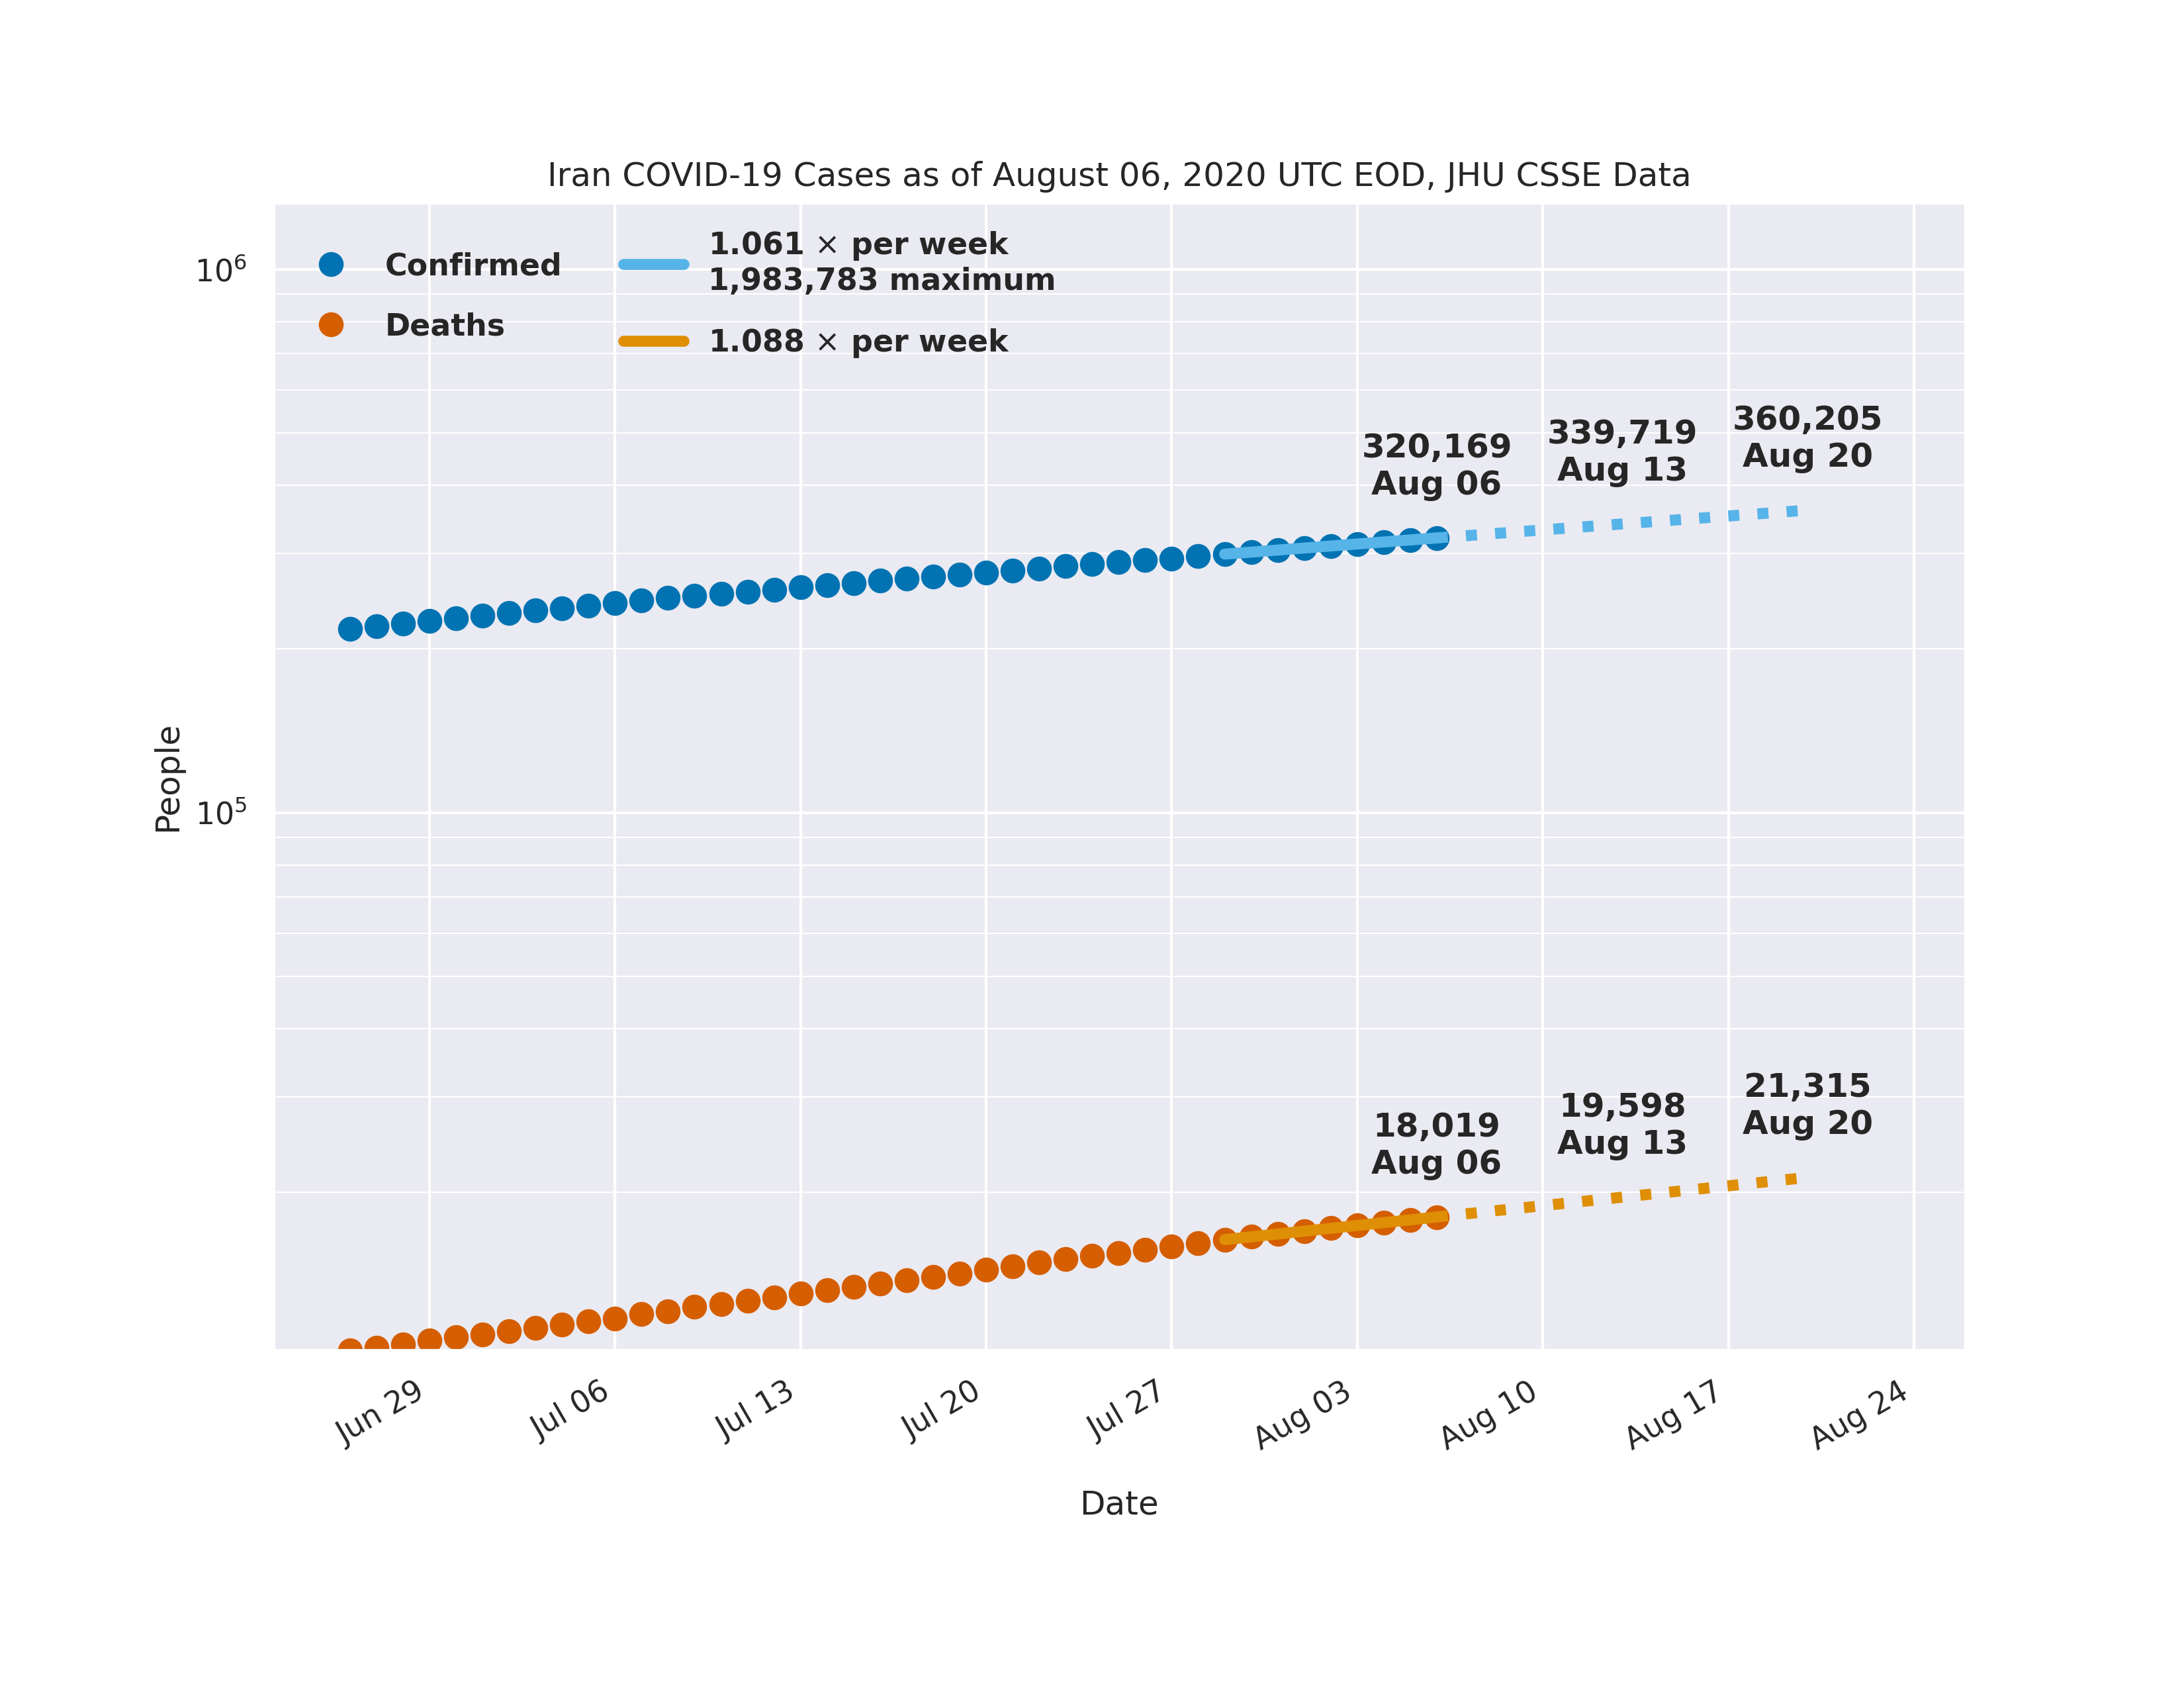 Iran COVID-19 Cases as of August 06, 2020 UTC EOD, JHU CSSE Data
Confirmed
Deaths
1.061 × per week
1,983,783 maximum
1.088 × per week
10⁶
10⁵
People
320,169
Aug 06
339,719
Aug 13
360,205
Aug 20
18,019
Aug 06
19,598
Aug 13
21,315
Aug 20
Jun 29
Jul 06
Jul 13
Jul 20
Jul 27
Aug 03
Aug 10
Aug 17
Aug 24
Date